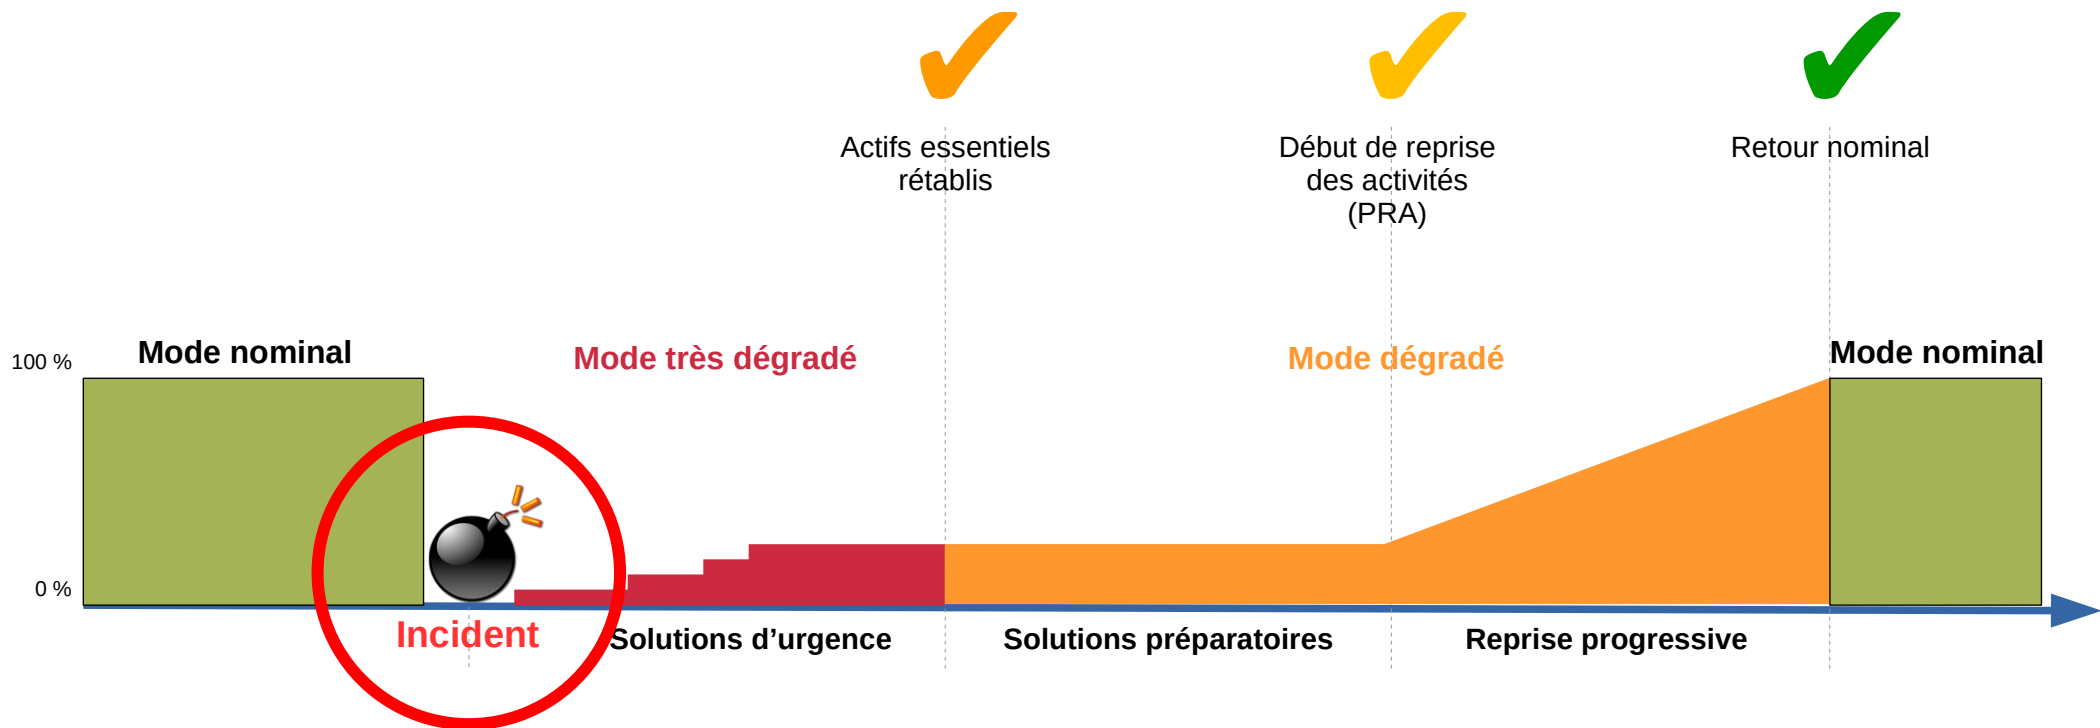 Actifs essentiels
rétablis
Début de reprise
des activités
(PRA)
Retour nominal
100 %
Mode nominal
Mode très dégradé
Mode dégradé
Mode nominal
0 %
Incident
Solutions d’urgence
Solutions préparatoires
Reprise progressive